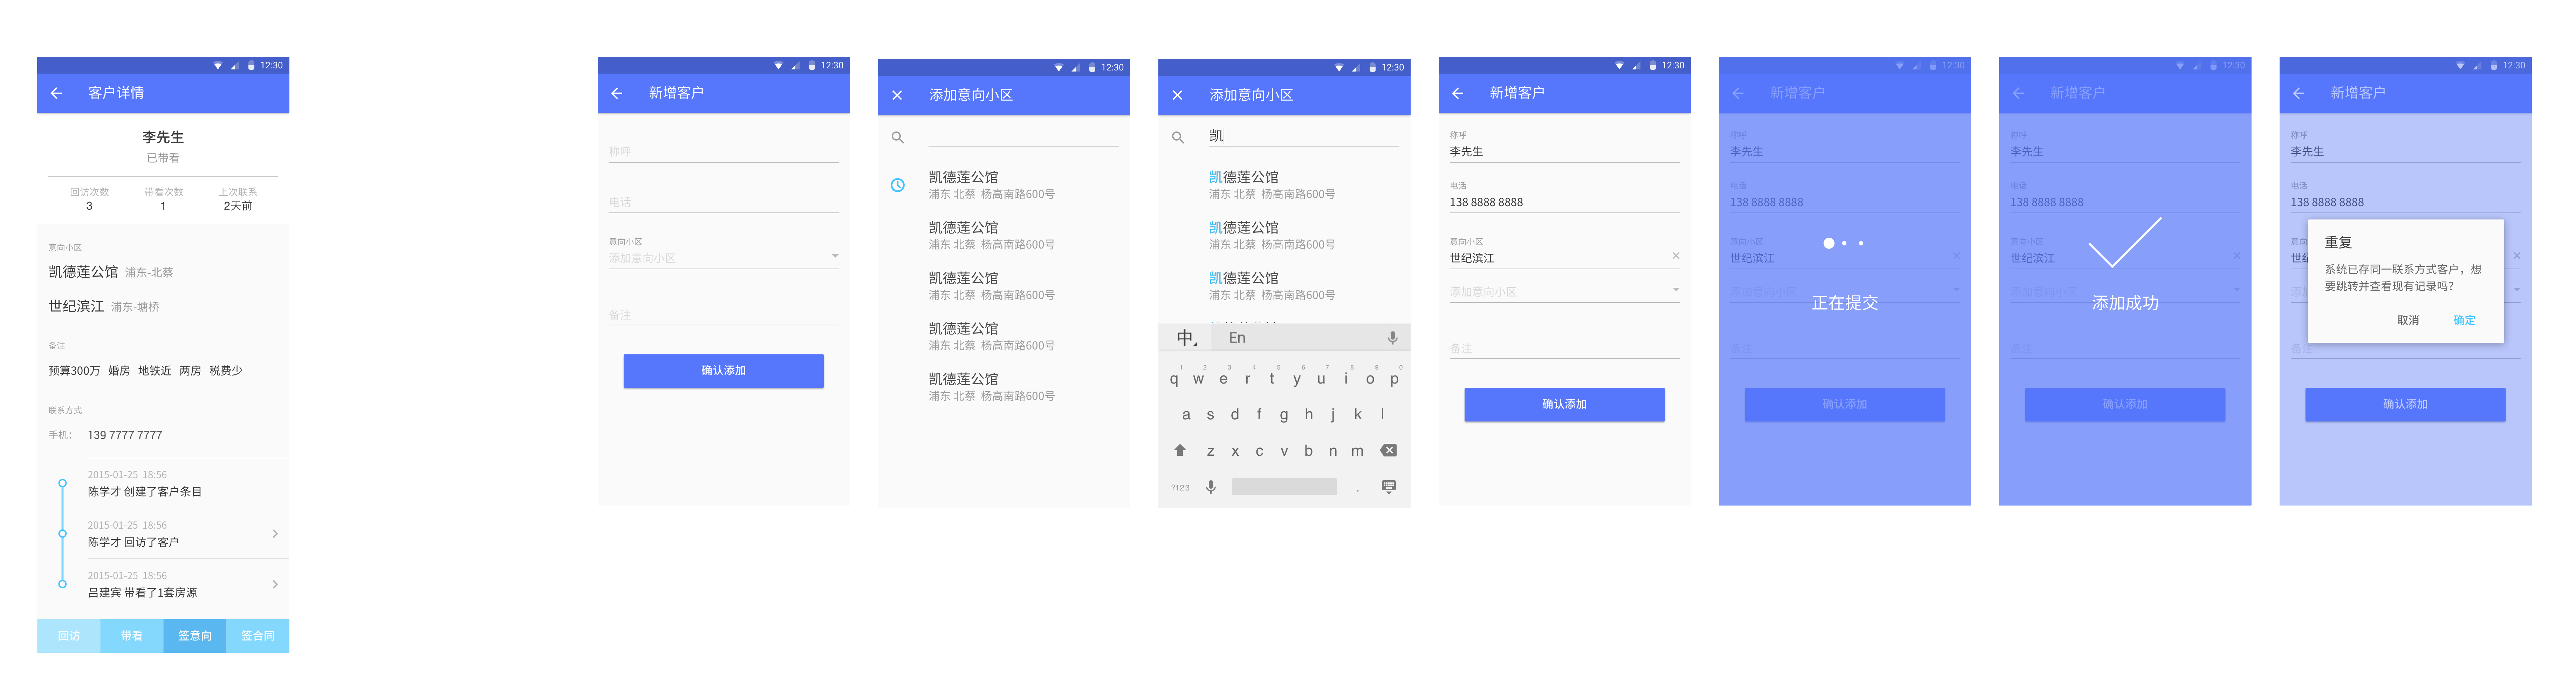 12:30
客户详情
李先生
已带看
回访次数 带看次数 上次联系
3 1 2天前
意向小区
凯德莲公馆 浦东-北蔡
世纪滨江 浦东-塘桥
备注
预算300万 婚房 地铁近 两房 税费少
联系方式
手机: 139 7777 7777
2015-01-25 18:56
陈学才 创建了客户条目
2015-01-25 18:56
陈学才 回访了客户
2015-01-25 18:56
吕建宾 带看了1套房源
回访 带看 签意向 签合同
12:30
新增客户
称呼
电话
意向小区
添加意向小区
备注
确认添加
12:30
添加意向小区
凯德莲公馆
浦东 北蔡 杨高南路600号
凯德莲公馆
浦东 北蔡 杨高南路600号
凯德莲公馆
浦东 北蔡 杨高南路600号
凯德莲公馆
浦东 北蔡 杨高南路600号
凯德莲公馆
浦东 北蔡 杨高南路600号
12:30
添加意向小区
凯
凯德莲公馆
浦东 北蔡 杨高南路600号
凯德莲公馆
浦东 北蔡 杨高南路600号
凯德莲公馆
浦东 北蔡 杨高南路600号
中 En
1 2 3 4 5 6 7 8 9 0
q w e r t y u i o p
a s d f g h j k l
z x c v b n m
?123 .
12:30
新增客户
称呼
李先生
电话
138 8888 8888
意向小区
世纪滨江
添加意向小区
备注
确认添加
12:30
新增客户
称呼
李先生
电话
138 8888 8888
意向小区
世纪滨江
添加意向小区
正在提交
备注
确认添加
12:30
新增客户
称呼
李先生
电话
138 8888 8888
意向小区
世纪滨江
添加意向小区
添加成功
备注
确认添加
12:30
新增客户
称呼
李先生
电话
138 8888 8888
重复
系统已存同一联系方式客户，想
要跳转并查看现有记录吗？
取消 确定
备注
确认添加